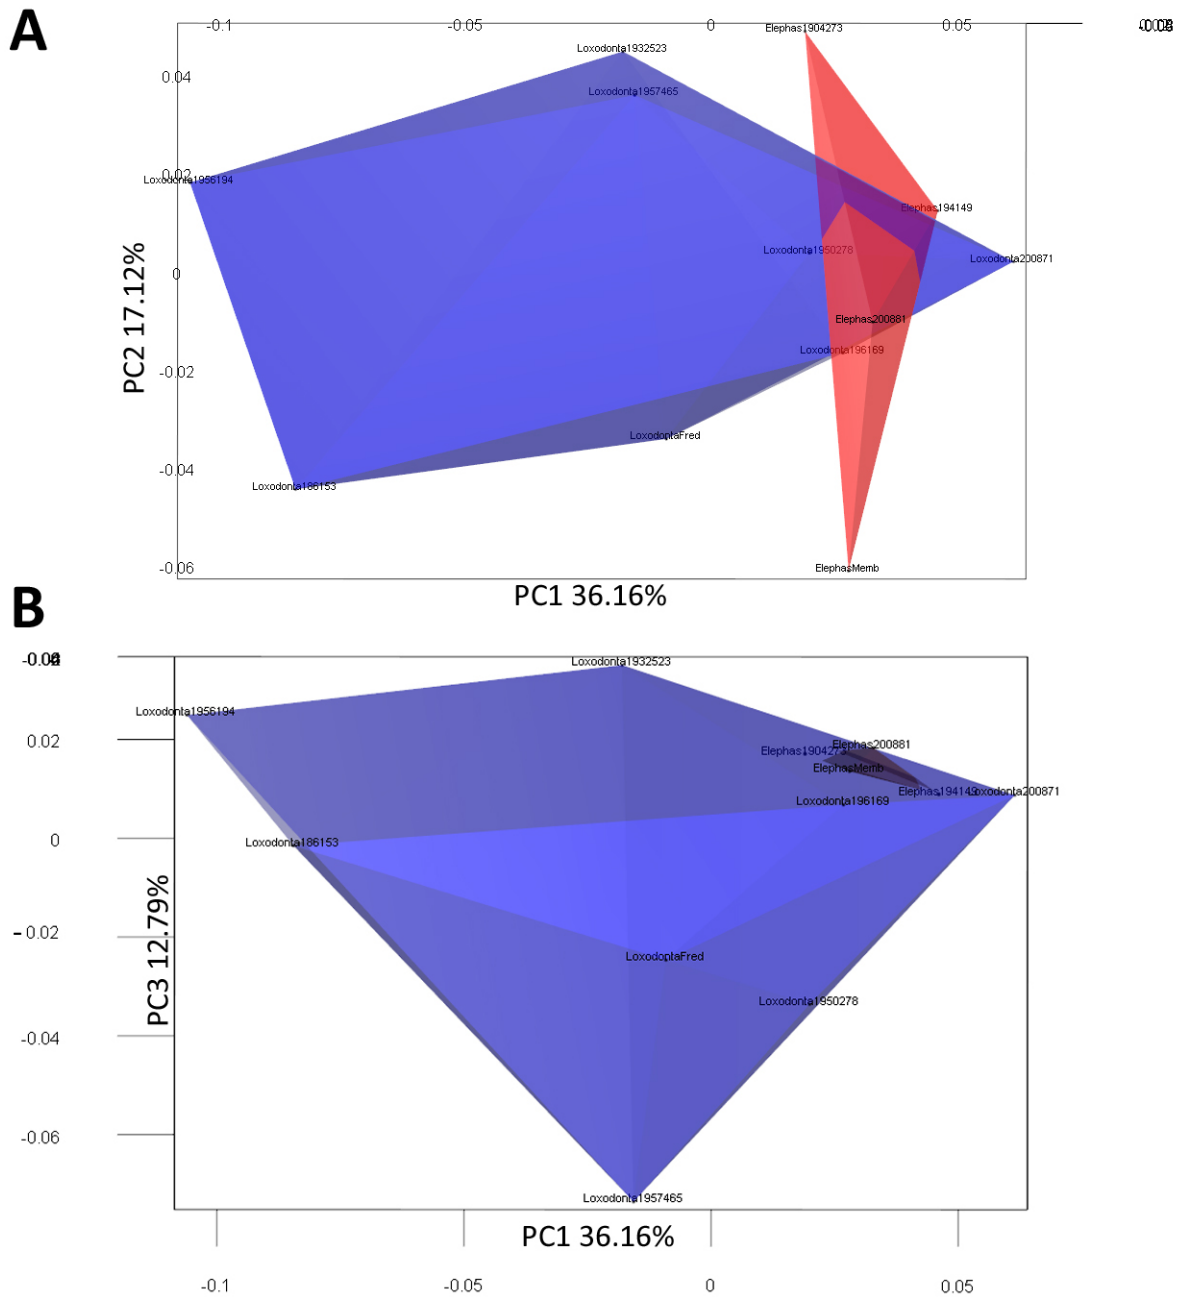 A
-0.1
-0.05
0
0.05
Elephas1904273
Loxodonta1932523
0.04
Loxodonta1957465
0.02
Loxodonta1956194
Elephas194149
Loxodonta1950278
Loxodonta200871
0
PC2 17.12%
Elephas200881
Loxodonta196169
-0.02
LoxodontaFred
-0.04
Loxodonta186153
-0.06
ElephasMemb
PC1 36.16%
B
Loxodonta1932523
Loxodonta1956194
0.02
Elephas200881
Elephas1904273
ElephasMemb
Elephas194149
Loxodonta200871
Loxodonta196169
0
Loxodonta186153
PC3 12.79%
-0.02
LoxodontaFred
Loxodonta1950278
-0.04
-0.06
Loxodonta1957465
PC1 36.16%
-0.1
-0.05
0
0.05